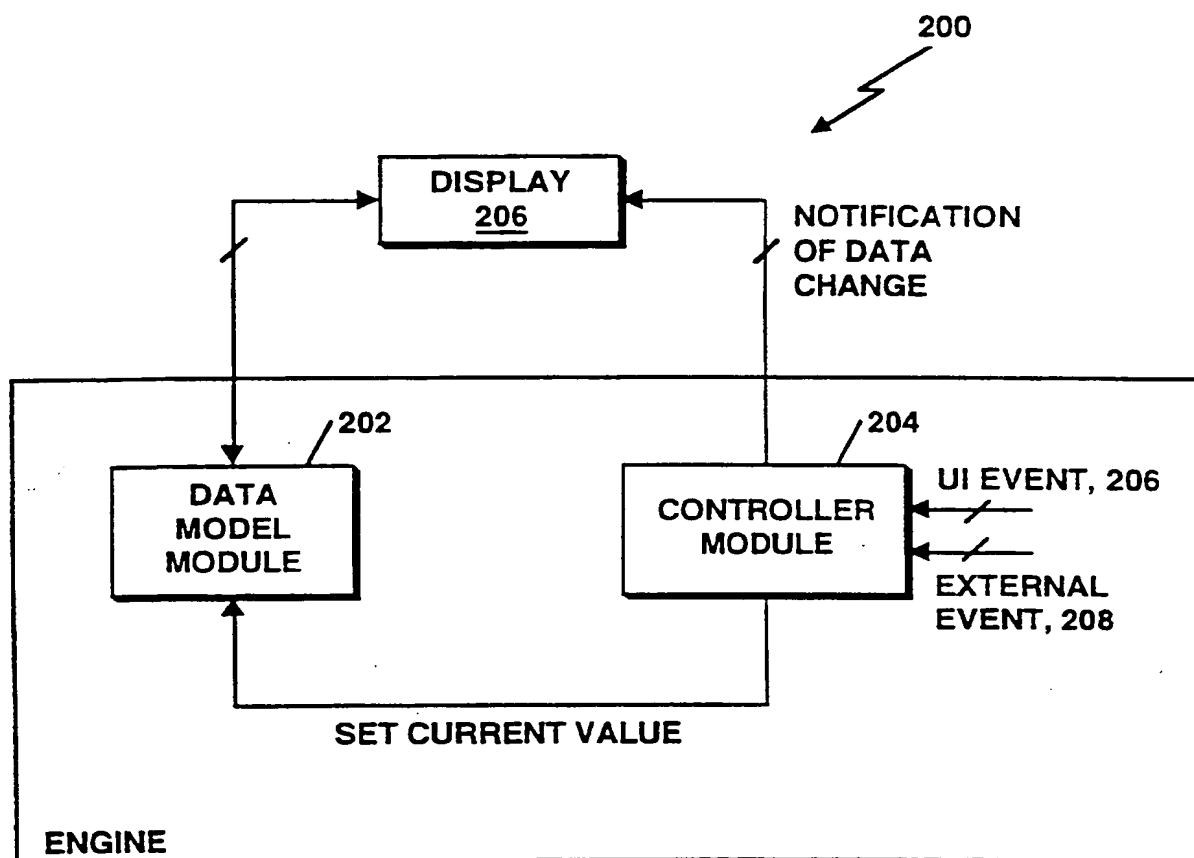 200
DISPLAY
206
NOTIFICATION
OF DATA
CHANGE
202
204
DATA
MODEL
MODULE
CONTROLLER
MODULE
UI EVENT, 206
EXTERNAL
EVENT, 208
SET CURRENT VALUE
ENGINE